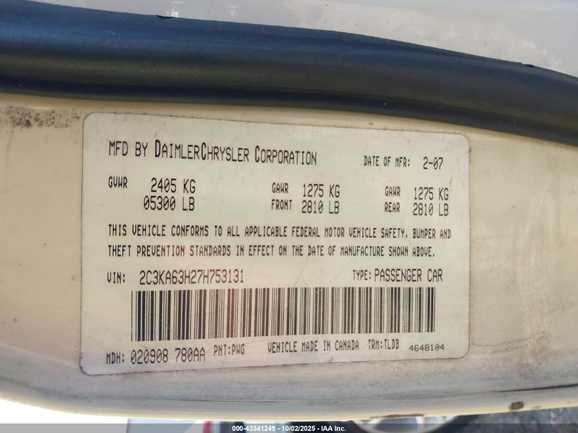 MFD BY DAIMLERCHRYSLER CORPORATION DATE OF MFR: 2-07
GVWR 2405 KG GAWR 1275 KG GAWR 1275 KG
05300 LB FRONT 2810 LB REAR 2810 LB
THIS VEHICLE CONFORMS TO ALL APPLICABLE FEDERAL MOTOR VEHICLE SAFETY, BUMPER AND
THEFT PREVENTION STANDARDS IN EFFECT ON THE DATE OF MANUFACTURE SHOWN ABOVE.
VIN: 2C3KA63H27H753131 TYPE: PASSENGER CAR
MDH: 020908 780AA PNT: PWG VEHICLE MADE IN CANADA TRM: TLDB 4648104
000-43341245 - 10/02/2025 - IAA Inc.